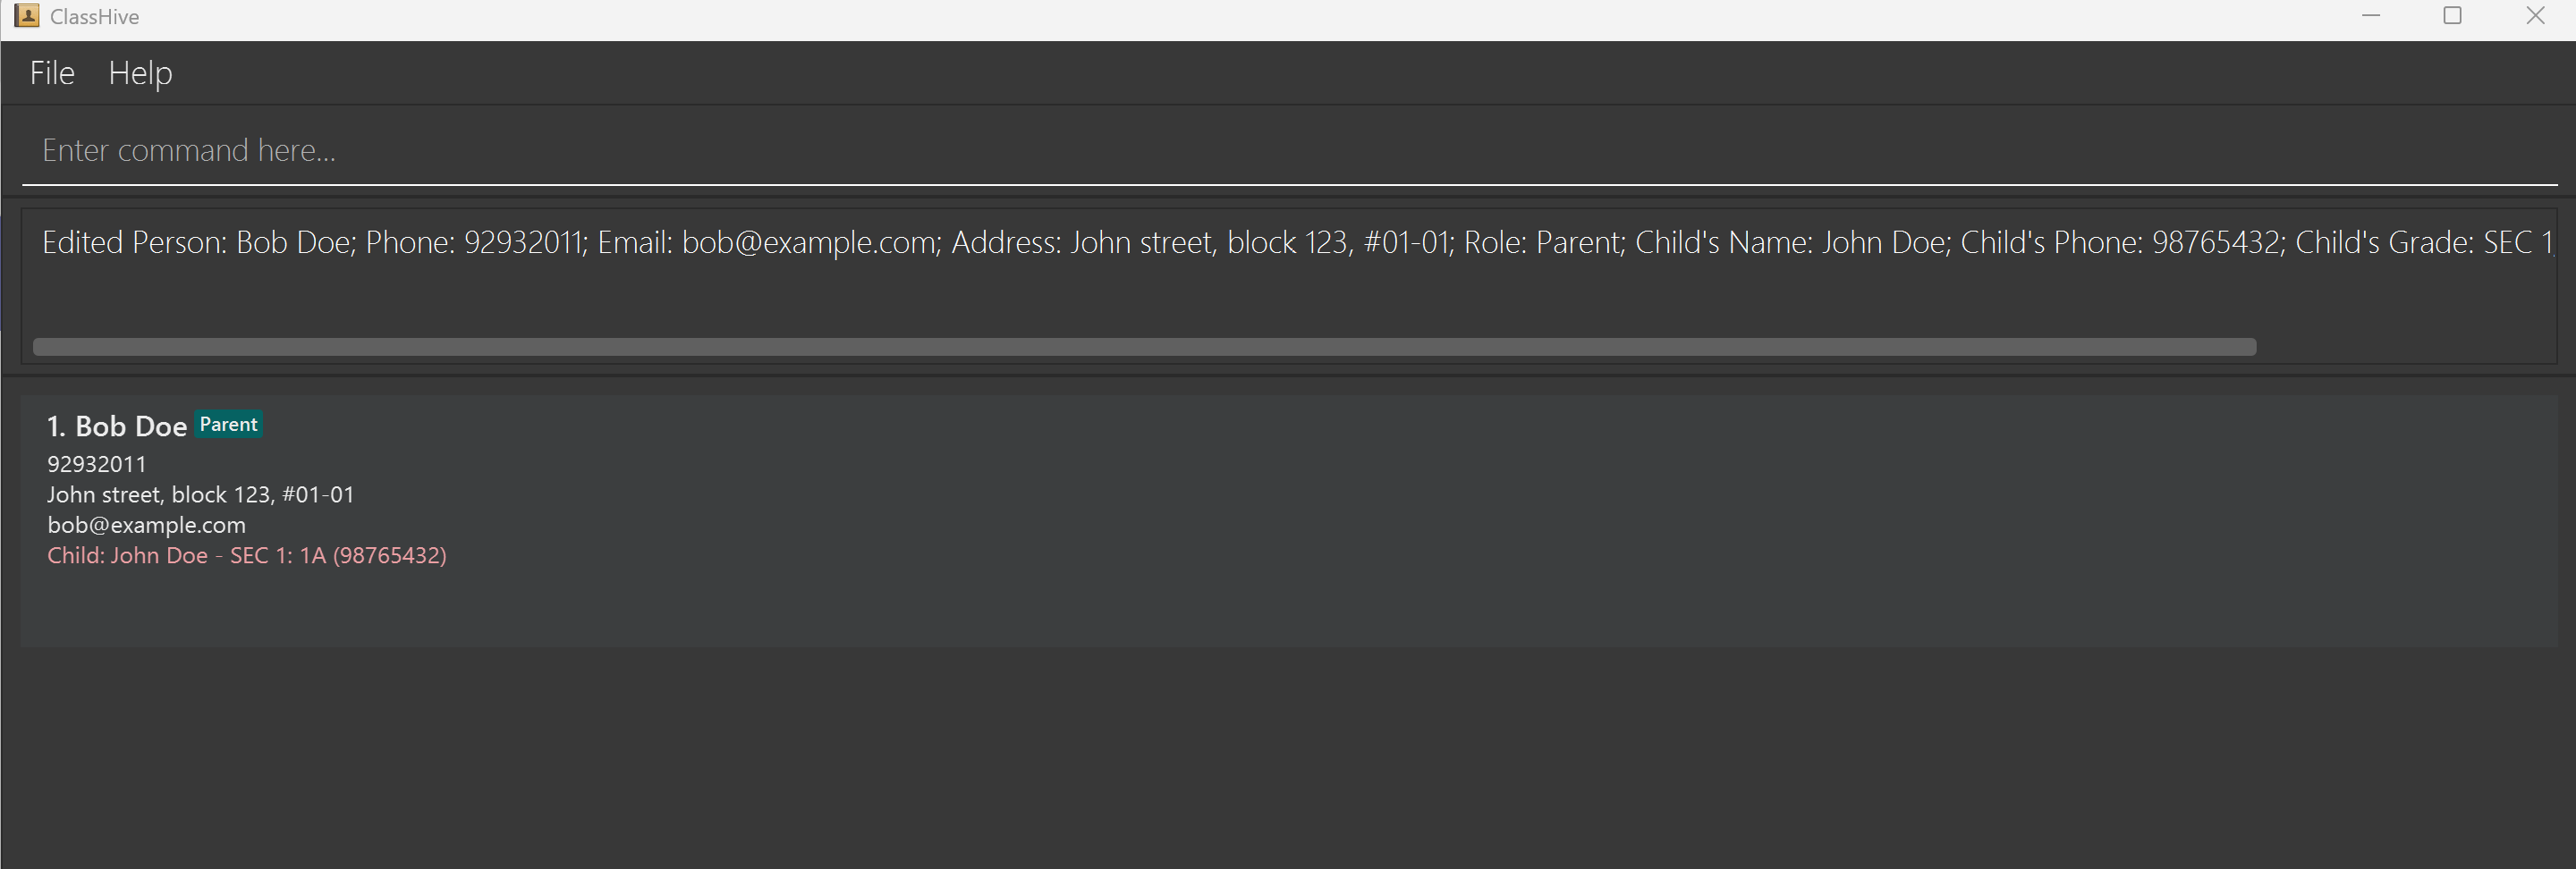 ClassHive
File Help
Enter command here...
Edited Person: Bob Doe; Phone: 92932011; Email: bob@example.com; Address: John street, block 123, #01-01; Role: Parent; Child's Name: John Doe; Child's Phone: 98765432; Child's Grade: SEC 1
1. Bob Doe Parent
92932011
John street, block 123, #01-01
bob@example.com
Child: John Doe - SEC 1: 1A (98765432)